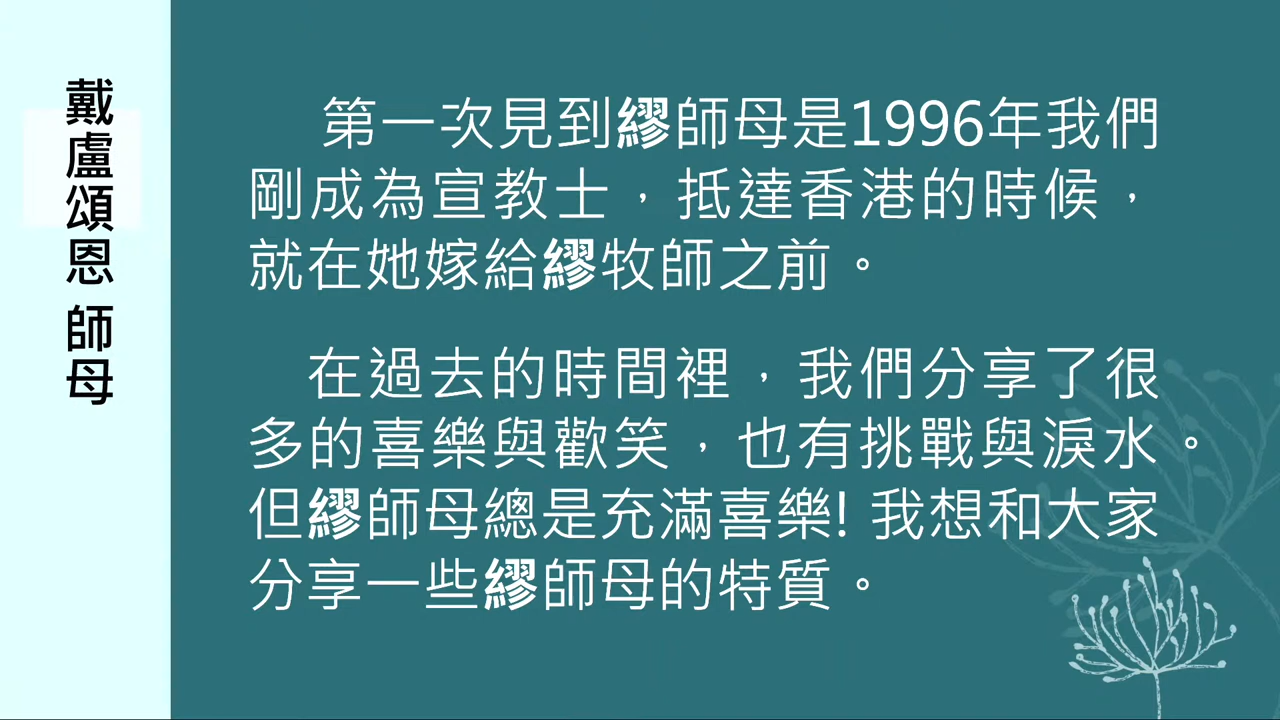 戴盧頌恩 師母
第一次見到繆師母是1996年我們
剛成為宣教士，抵達香港的時候，
就在她嫁給繆牧師之前。
在過去的時間裡，我們分享了很
多的喜樂與歡笑，也有挑戰與淚水。
但繆師母總是充滿喜樂! 我想和大家
分享一些繆師母的特質。